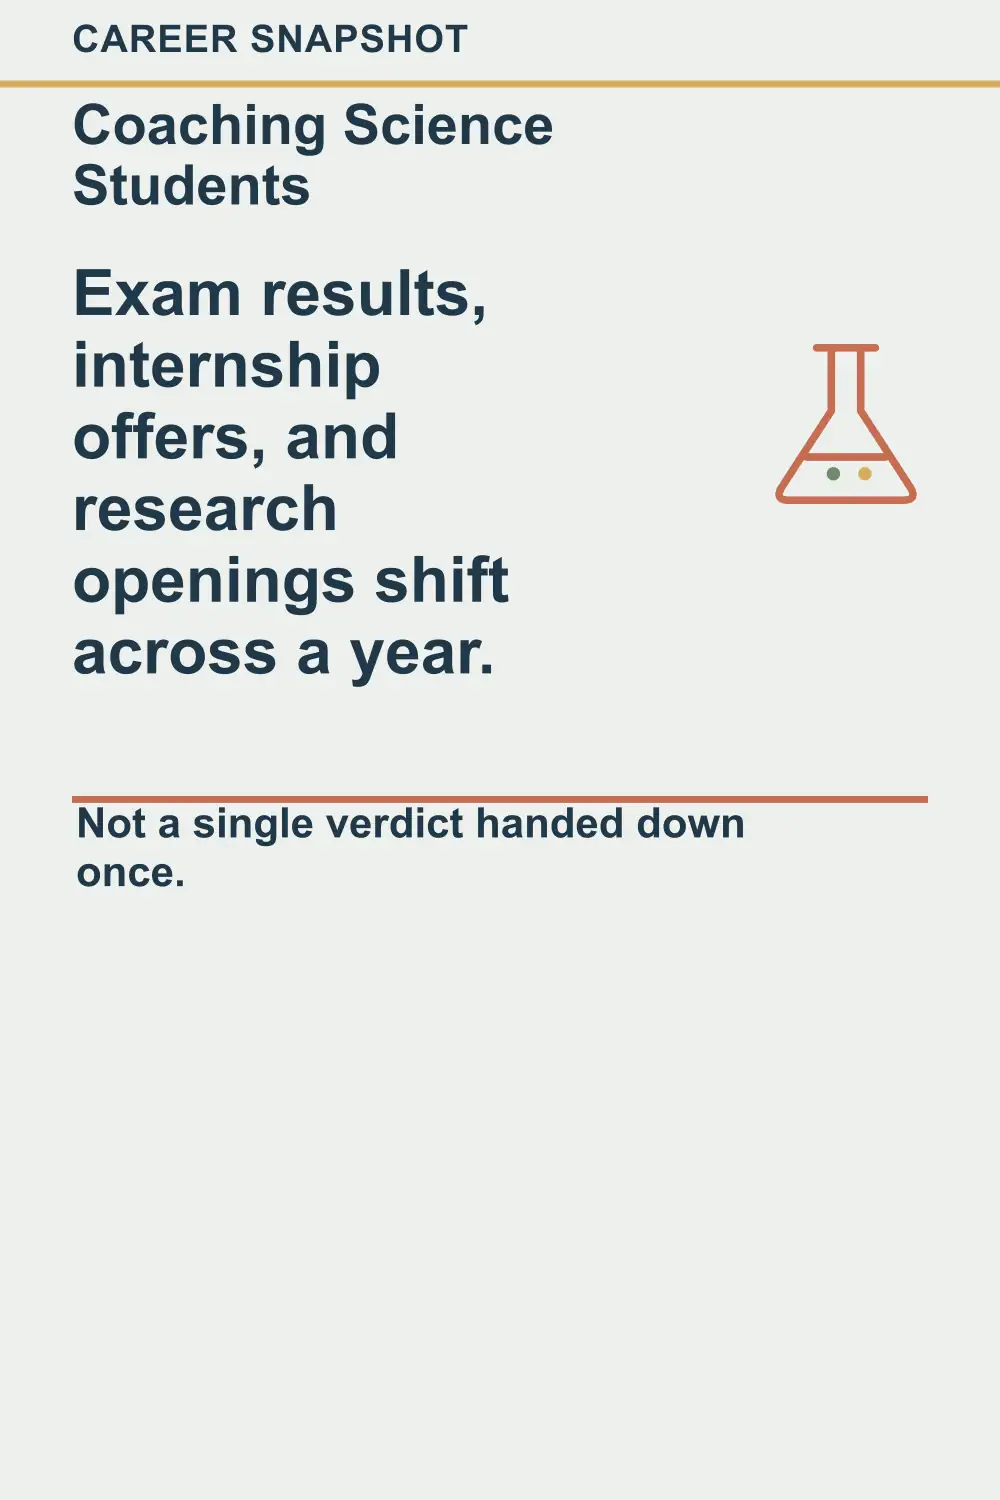 CAREER SNAPSHOT
Coaching Science
Students
Exam results,
internship
offers, and
research
openings shift
across a year.
Not a single verdict handed down
once.